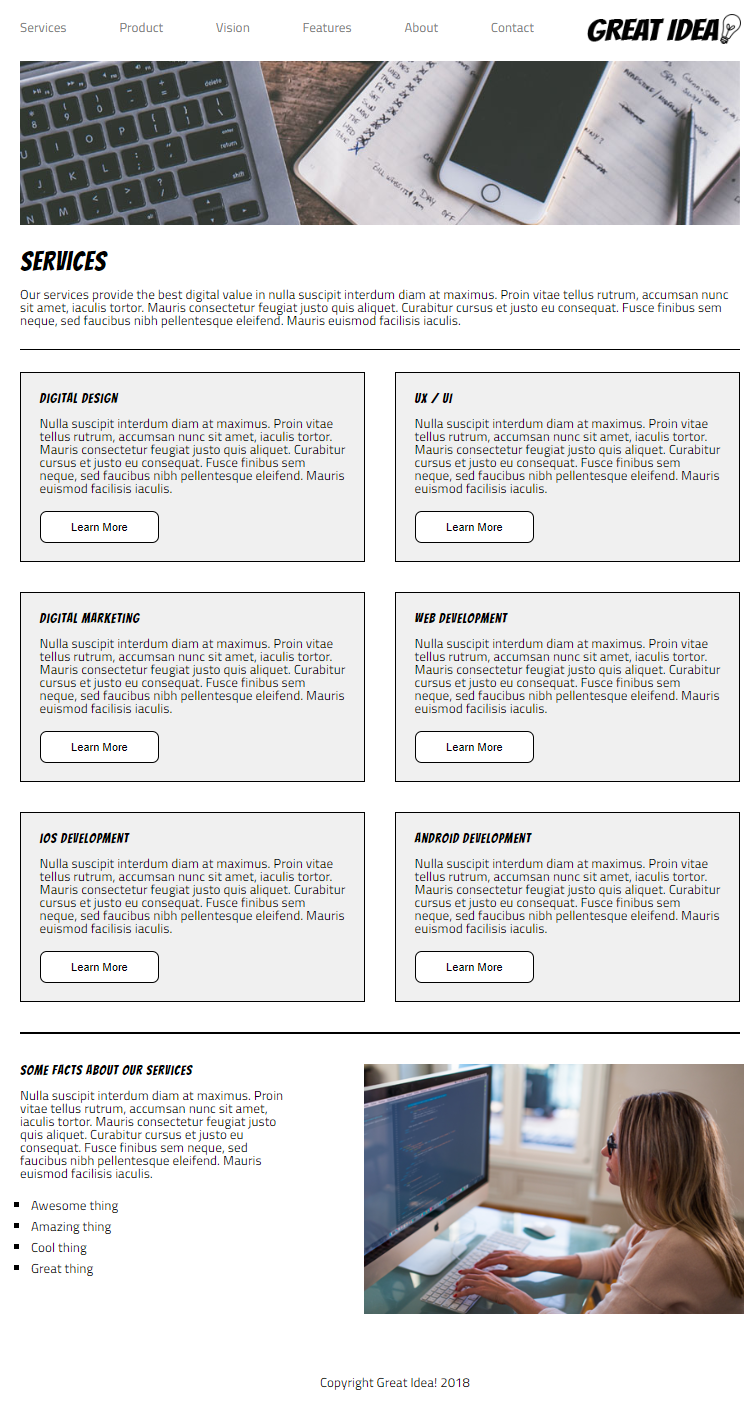 Services Product Vision Features About Contact GREAT IDEA
delete
enter
return
shift
SERVICES
Our services provide the best digital value in nulla suscipit interdum diam at maximus. Proin vitae tellus rutrum, accumsan nunc
sit amet, iaculis tortor. Mauris consectetur feugiat justo quis aliquet. Curabitur cursus et justo eu consequat. Fusce finibus sem
neque, sed faucibus nibh pellentesque eleifend. Mauris euismod facilisis iaculis.
DIGITAL DESIGN
Nulla suscipit interdum diam at maximus. Proin vitae
tellus rutrum, accumsan nunc sit amet, iaculis tortor.
Mauris consectetur feugiat justo quis aliquet. Curabitur
cursus et justo eu consequat. Fusce finibus sem
neque, sed faucibus nibh pellentesque eleifend. Mauris
euismod facilisis iaculis.
Learn More
UX / UI
Nulla suscipit interdum diam at maximus. Proin vitae
tellus rutrum, accumsan nunc sit amet, iaculis tortor.
Mauris consectetur feugiat justo quis aliquet. Curabitur
cursus et justo eu consequat. Fusce finibus sem
neque, sed faucibus nibh pellentesque eleifend. Mauris
euismod facilisis iaculis.
Learn More
DIGITAL MARKETING
Nulla suscipit interdum diam at maximus. Proin vitae
tellus rutrum, accumsan nunc sit amet, iaculis tortor.
Mauris consectetur feugiat justo quis aliquet. Curabitur
cursus et justo eu consequat. Fusce finibus sem
neque, sed faucibus nibh pellentesque eleifend. Mauris
euismod facilisis iaculis.
Learn More
WEB DEVELOPMENT
Nulla suscipit interdum diam at maximus. Proin vitae
tellus rutrum, accumsan nunc sit amet, iaculis tortor.
Mauris consectetur feugiat justo quis aliquet. Curabitur
cursus et justo eu consequat. Fusce finibus sem
neque, sed faucibus nibh pellentesque eleifend. Mauris
euismod facilisis iaculis.
Learn More
IOS DEVELOPMENT
Nulla suscipit interdum diam at maximus. Proin vitae
tellus rutrum, accumsan nunc sit amet, iaculis tortor.
Mauris consectetur feugiat justo quis aliquet. Curabitur
cursus et justo eu consequat. Fusce finibus sem
neque, sed faucibus nibh pellentesque eleifend. Mauris
euismod facilisis iaculis.
Learn More
ANDROID DEVELOPMENT
Nulla suscipit interdum diam at maximus. Proin vitae
tellus rutrum, accumsan nunc sit amet, iaculis tortor.
Mauris consectetur feugiat justo quis aliquet. Curabitur
cursus et justo eu consequat. Fusce finibus sem
neque, sed faucibus nibh pellentesque eleifend. Mauris
euismod facilisis iaculis.
Learn More
SOME FACTS ABOUT OUR SERVICES
Nulla suscipit interdum diam at maximus. Proin
vitae tellus rutrum, accumsan nunc sit amet,
iaculis tortor. Mauris consectetur feugiat justo
quis aliquet. Curabitur cursus et justo eu
consequat. Fusce finibus sem neque, sed
faucibus nibh pellentesque eleifend. Mauris
euismod facilisis iaculis.
Awesome thing
Amazing thing
Cool thing
Great thing
Copyright Great Idea! 2018